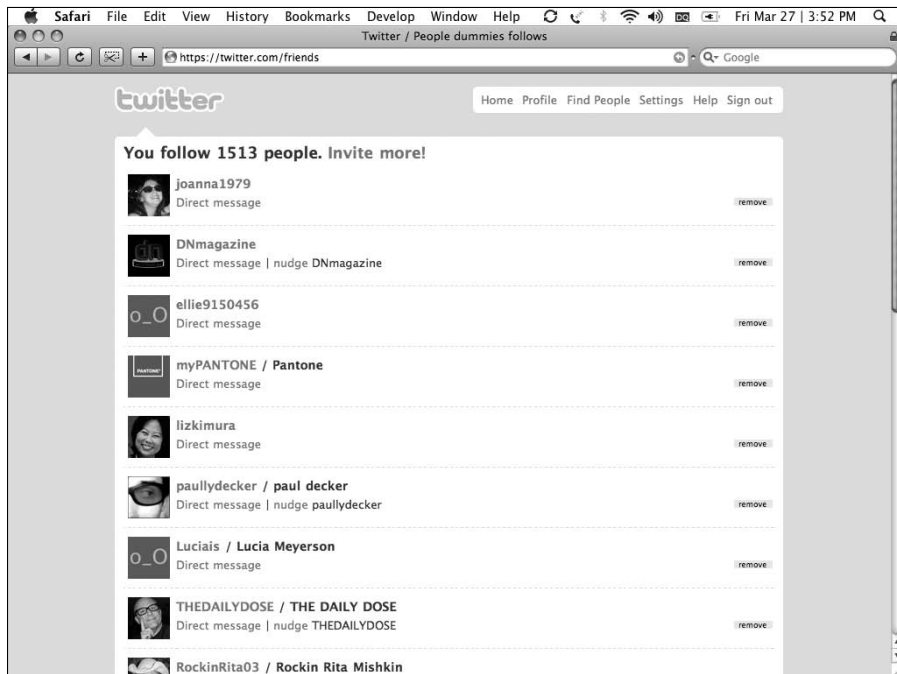 Safari File Edit View History Bookmarks Develop Window Help Fri Mar 27 | 3:52 PM
Twitter / People dummies follows
https://twitter.com/friends Google
twitter
Home Profile Find People Settings Help Sign out
You follow 1513 people. Invite more!
joanna1979
Direct message remove
dn
DNmagazine
Direct message | nudge DNmagazine remove
o_O
ellie9150456
Direct message remove
PANTONE
myPANTONE / Pantone
Direct message remove
lizkimura
Direct message remove
paullydecker / paul decker
Direct message | nudge paullydecker remove
o_O
Luciais / Lucia Meyerson
Direct message remove
THEDAILYDOSE / THE DAILY DOSE
Direct message | nudge THEDAILYDOSE remove
RockinRita03 / Rockin Rita Mishkin